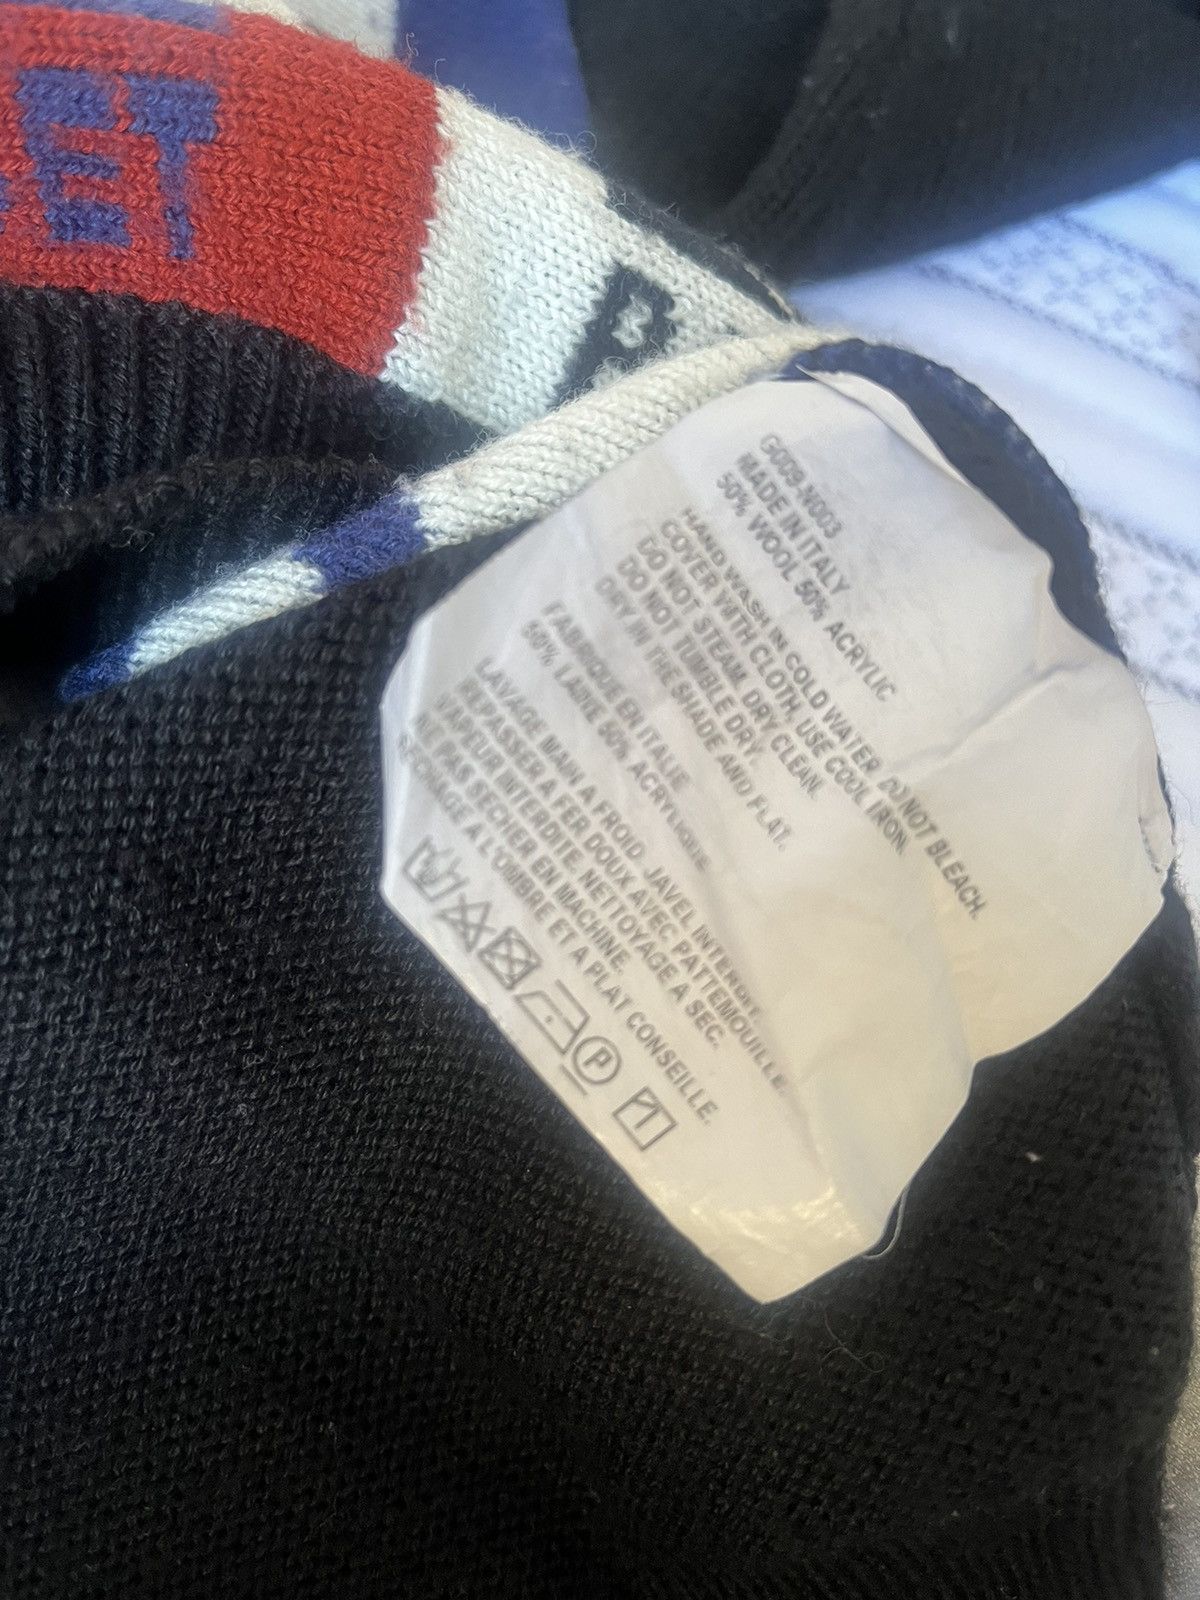 ET
B
G009-N003
MADE IN ITALY
50% WOOL 50% ACRYLIC
HAND WASH IN COLD WATER. DO NOT BLEACH.
COVER WITH CLOTH, USE COOL IRON.
DO NOT STEAM. DRY CLEAN.
DO NOT TUMBLE DRY.
DRY IN THE SHADE AND FLAT.
FABRIQUE EN ITALIE
50% LAINE 50% ACRYLIQUE
LAVAGE MAIN A FROID. JAVEL INTERDIT.
REPASSER A FER DOUX AVEC PATTEMOUILLE.
VAPEUR INTERDITE. NETTOYAGE A SEC.
NE PAS SECHER EN MACHINE.
SECHAGE A L'OMBRE ET A PLAT CONSEILLE.
P